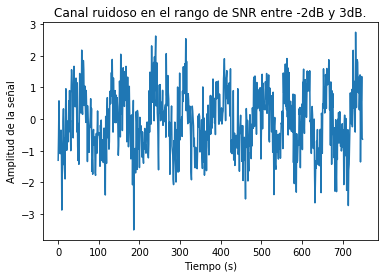 Canal ruidoso en el rango de SNR entre -2dB y 3dB.
3
2
1
0
−1
−2
−3
Amplitud de la señal
0 100 200 300 400 500 600 700
Tiempo (s)